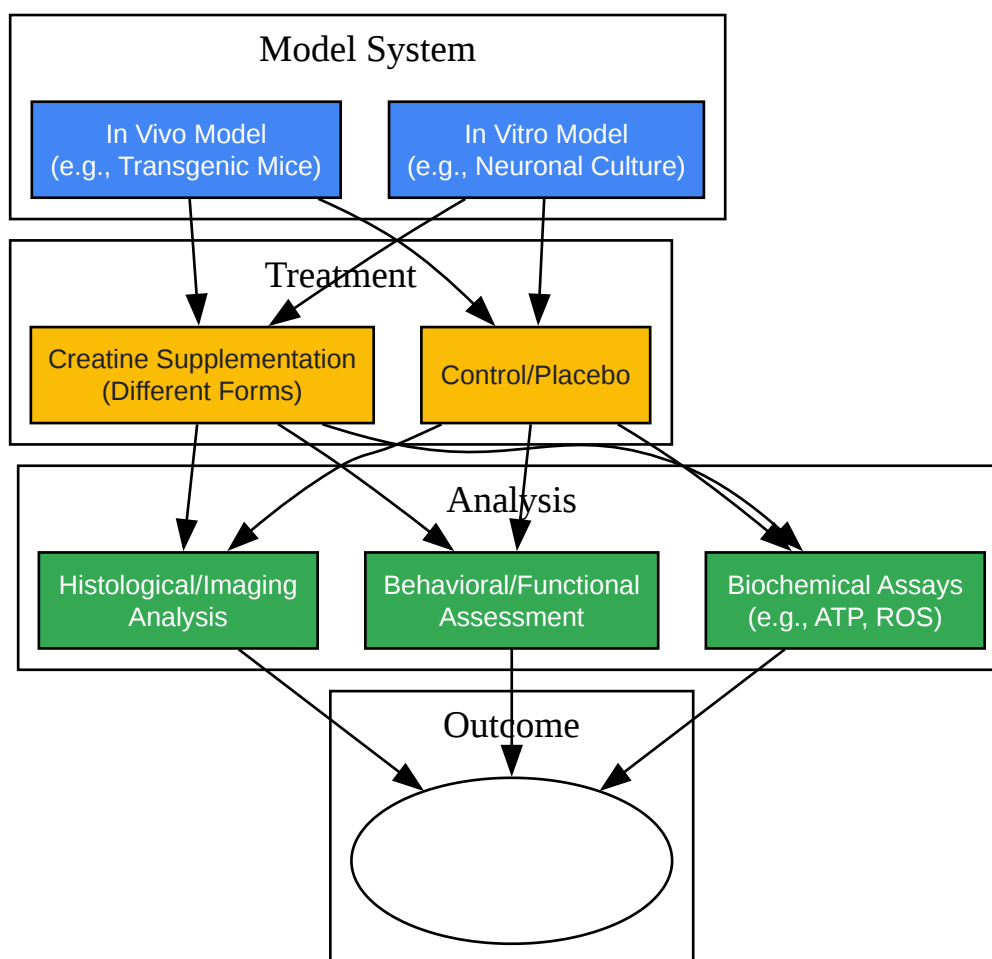 Model System
In Vivo Model
(e.g., Transgenic Mice)
In Vitro Model
(e.g., Neuronal Culture)
Treatment
Creatine Supplementation
(Different Forms)
Control/Placebo
Analysis
Histological/Imaging
Analysis
Behavioral/Functional
Assessment
Biochemical Assays
(e.g., ATP, ROS)
Outcome